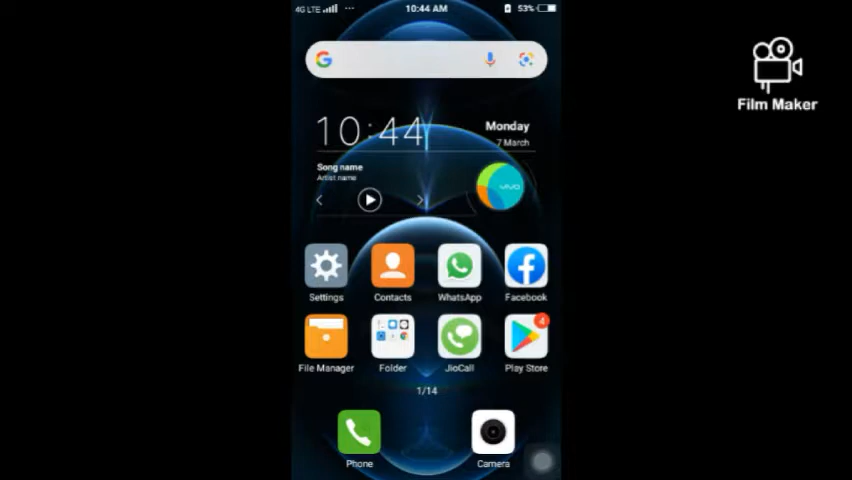 4G LTE
10:44 AM
53%
Film Maker
10:44
Monday
7 March
Song name
Artist name
vivo
Settings
Contacts
WhatsApp
Facebook
4
File Manager
Folder
JioCall
Play Store
1/14
Phone
Camera